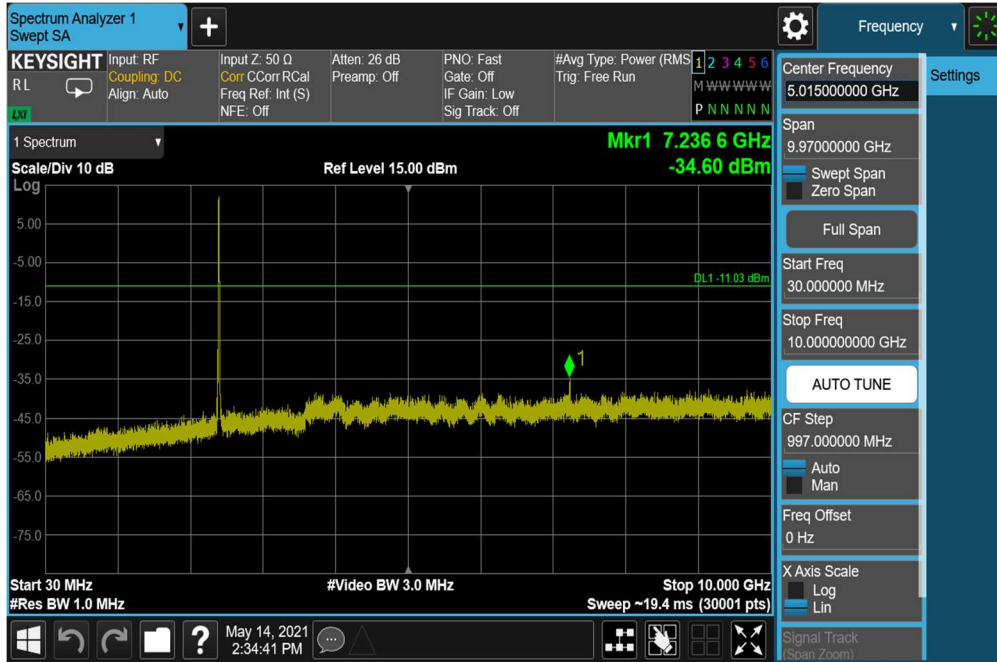 Spectrum Analyzer 1
Swept SA
+
Frequency
KEYSIGHT
R L
LXI
Input: RF
Coupling: DC
Align: Auto
Input Z: 50 Ω
Corr CCorr RCal
Freq Ref: Int (S)
NFE: Off
Atten: 26 dB
Preamp: Off
PNO: Fast
Gate: Off
IF Gain: Low
Sig Track: Off
#Avg Type: Power (RMS
Trig: Free Run
1 2 3 4 5 6
M W W W W W
P N N N N N
1 Spectrum
Scale/Div 10 dB
Ref Level 15.00 dBm
Mkr1 7.236 6 GHz
-34.60 dBm
Log
5.00
-5.00
-15.0
-25.0
-35.0
-45.0
-55.0
-65.0
-75.0
DL1 -11.03 dBm
1
Start 30 MHz
#Res BW 1.0 MHz
#Video BW 3.0 MHz
Stop 10.000 GHz
Sweep ~19.4 ms (30001 pts)
Center Frequency
5.015000000 GHz
Span
9.97000000 GHz
Swept Span
Zero Span
Full Span
Start Freq
30.000000 MHz
Stop Freq
10.000000000 GHz
AUTO TUNE
CF Step
997.000000 MHz
Auto
Man
Freq Offset
0 Hz
X Axis Scale
Log
Lin
Signal Track
(Span Zoom)
Settings
?
May 14, 2021
2:34:41 PM